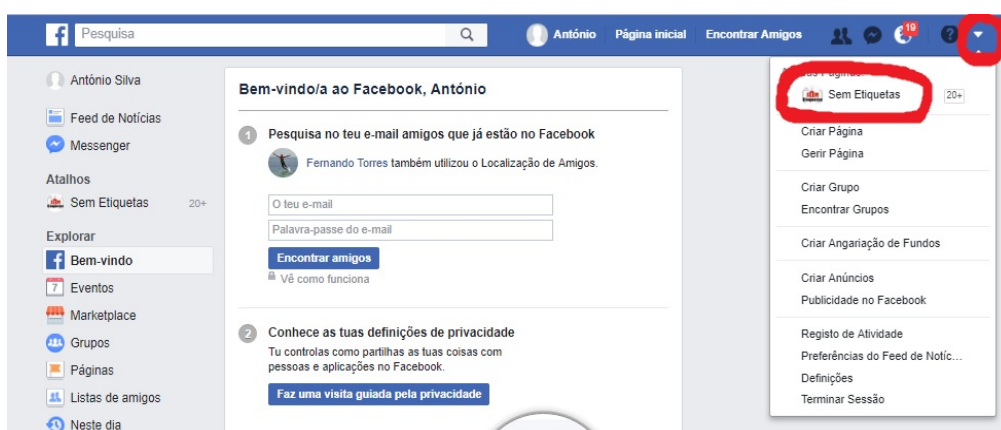 Pesquisa
António
Página inicial
Encontrar Amigos
19
António Silva
Feed de Notícias
Messenger
Atalhos
Sem Etiquetas 20+
Explorar
Bem-vindo
7 Eventos
Marketplace
Grupos
Páginas
Listas de amigos
Neste dia
Bem-vindo/a ao Facebook, António
1 Pesquisa no teu e-mail amigos que já estão no Facebook
Fernando Torres também utilizou o Localização de Amigos.
O teu e-mail
Palavra-passe do e-mail
Encontrar amigos
Vê como funciona
2 Conhece as tuas definições de privacidade
Tu controlas como partilhas as tuas coisas com
pessoas e aplicações no Facebook.
Faz uma visita guiada pela privacidade
Sem Etiquetas 20+
Criar Página
Gerir Página
Criar Grupo
Encontrar Grupos
Criar Angariação de Fundos
Criar Anúncios
Publicidade no Facebook
Registo de Atividade
Preferências do Feed de Notíc...
Definições
Terminar Sessão